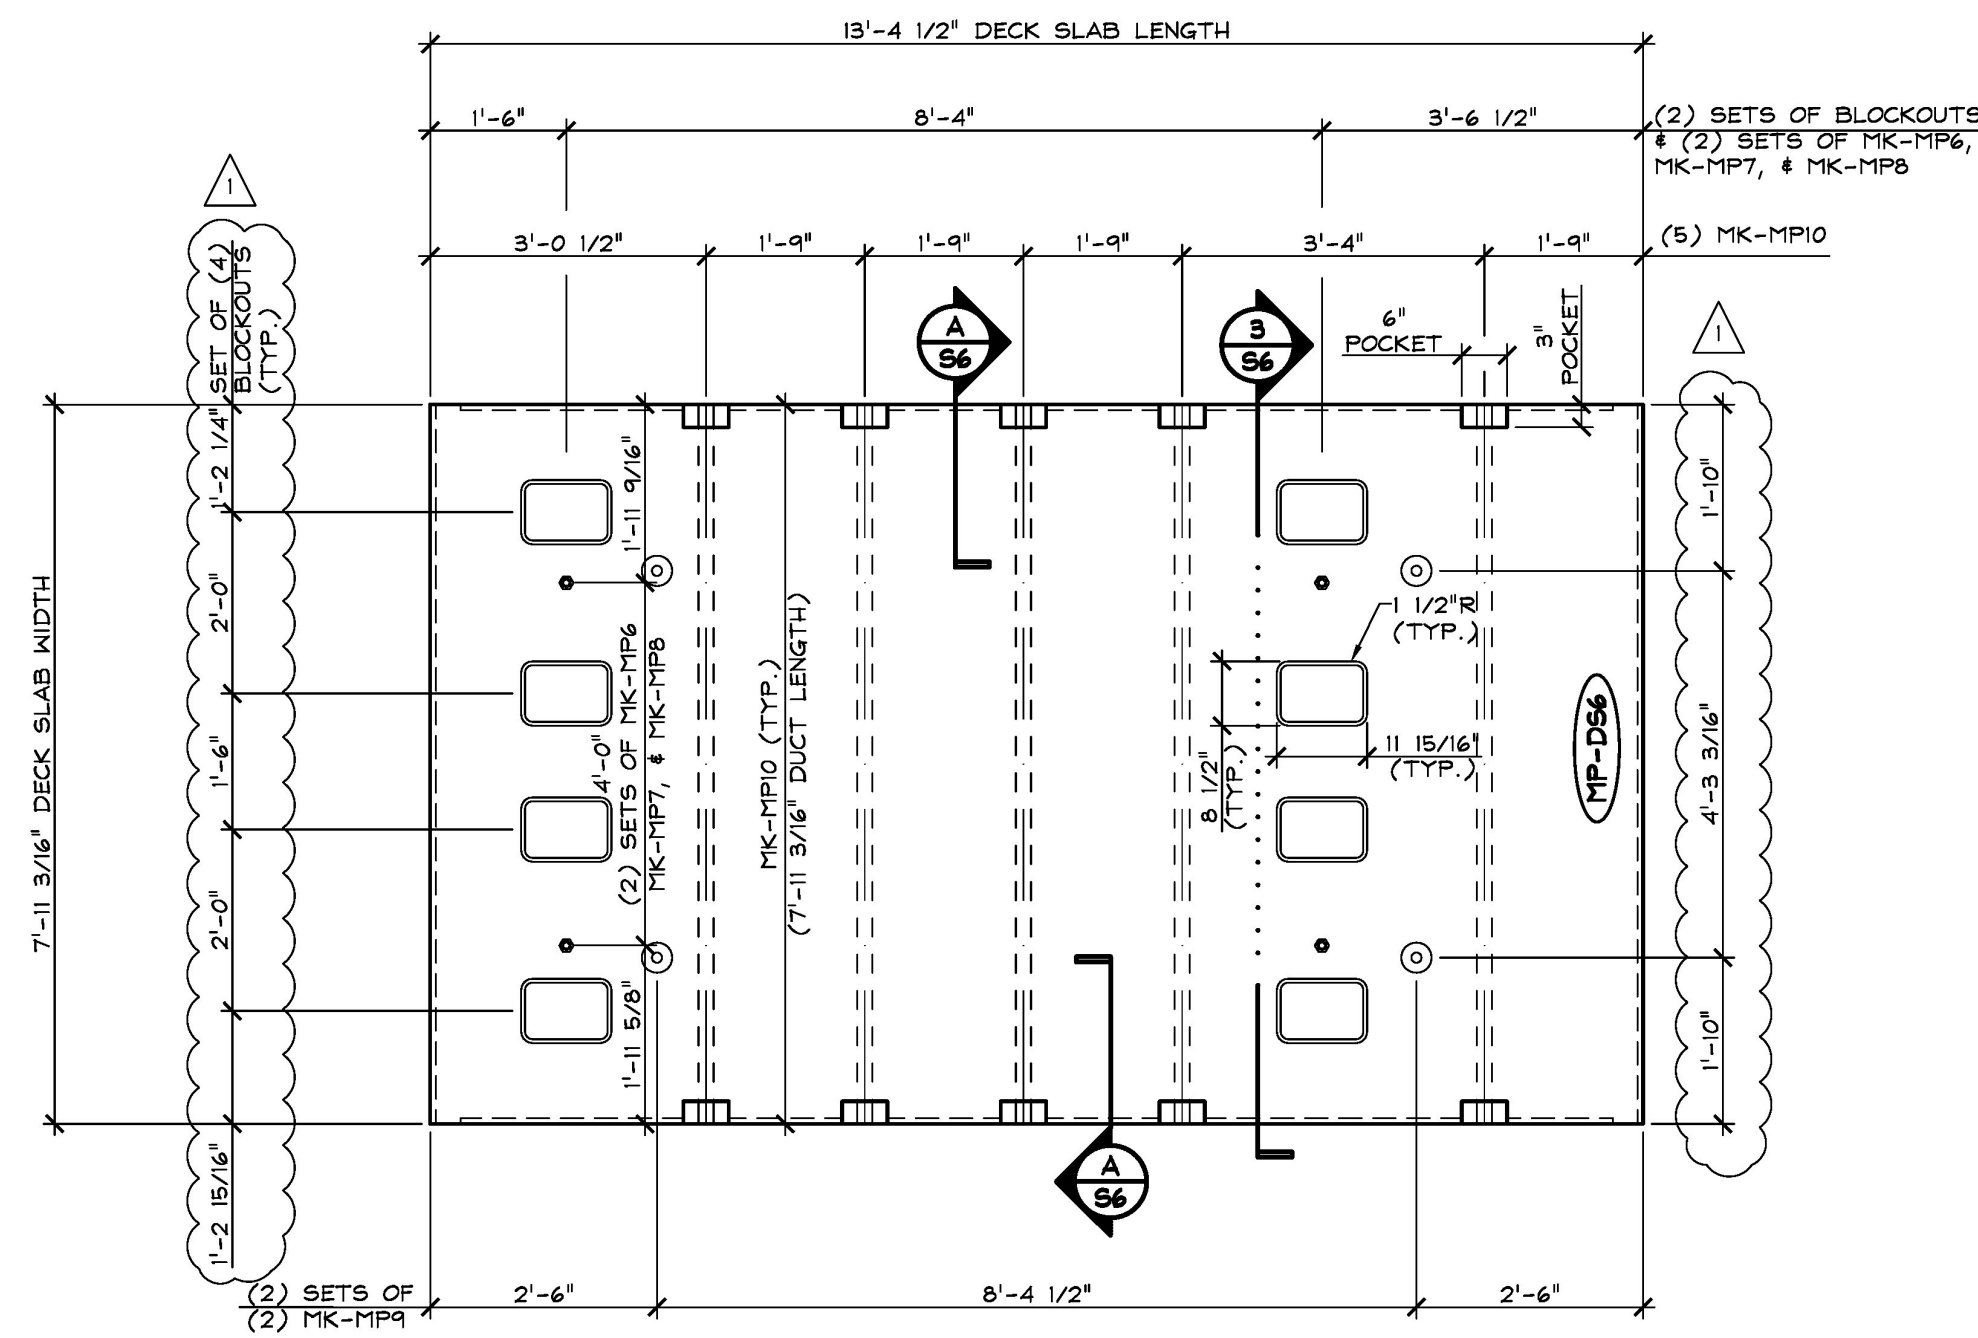 13'-4 1/2" DECK SLAB LENGTH
1'-6"
8'-4"
3'-6 1/2"
(2) SETS OF BLOCKOUTS
& (2) SETS OF MK-MP6,
MK-MP7, & MK-MP8
1
3'-0 1/2"
1'-9"
1'-9"
1'-9"
3'-4"
1'-9"
(5) MK-MP10
SET OF (4)
BLOCKOUTS
(TYP.)
A
S6
3
S6
6"
POCKET
3"
POCKET
1
1'-2 1/4"
2'-0"
1'-6"
2'-0"
1'-2 15/16"
7'-11 3/16" DECK SLAB WIDTH
1'-11 9/16"
4'-0"
(2) SETS OF MK-MP6
MK-MP7, & MK-MP8
1'-11 5/8"
MK-MP10 (TYP.)
(7'-11 3/16" DUCT LENGTH)
1 1/2"R
(TYP.)
8 1/2"
(TYP.)
11 15/16"
(TYP.)
MP-DS6
1'-10"
4'-3 3/16"
1'-10"
A
S6
(2) SETS OF
(2) MK-MP9
2'-6"
8'-4 1/2"
2'-6"